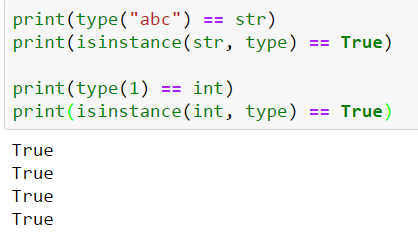 print(type("abc") == str)
print(isinstance(str, type) == True)
print(type(1) == int)
print(isinstance(int, type) == True)
True
True
True
True